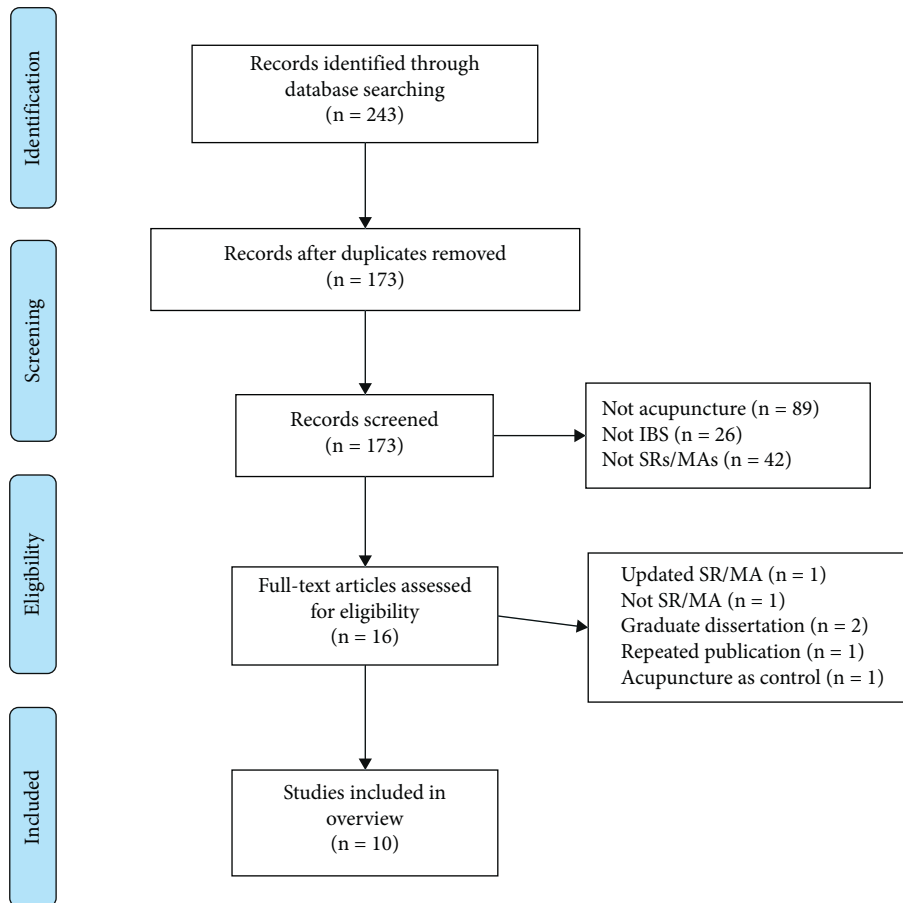 Identification
Records identified through
database searching
(n = 243)
Screening
Records after duplicates removed
(n = 173)
Records screened
(n = 173)
Not acupuncture (n = 89)
Not IBS (n = 26)
Not SRs/MAs (n = 42)
Eligibility
Full-text articles assessed
for eligibility
(n = 16)
Updated SR/MA (n = 1)
Not SR/MA (n = 1)
Graduate dissertation (n = 2)
Repeated publication (n = 1)
Acupuncture as control (n = 1)
Included
Studies included in
overview
(n = 10)